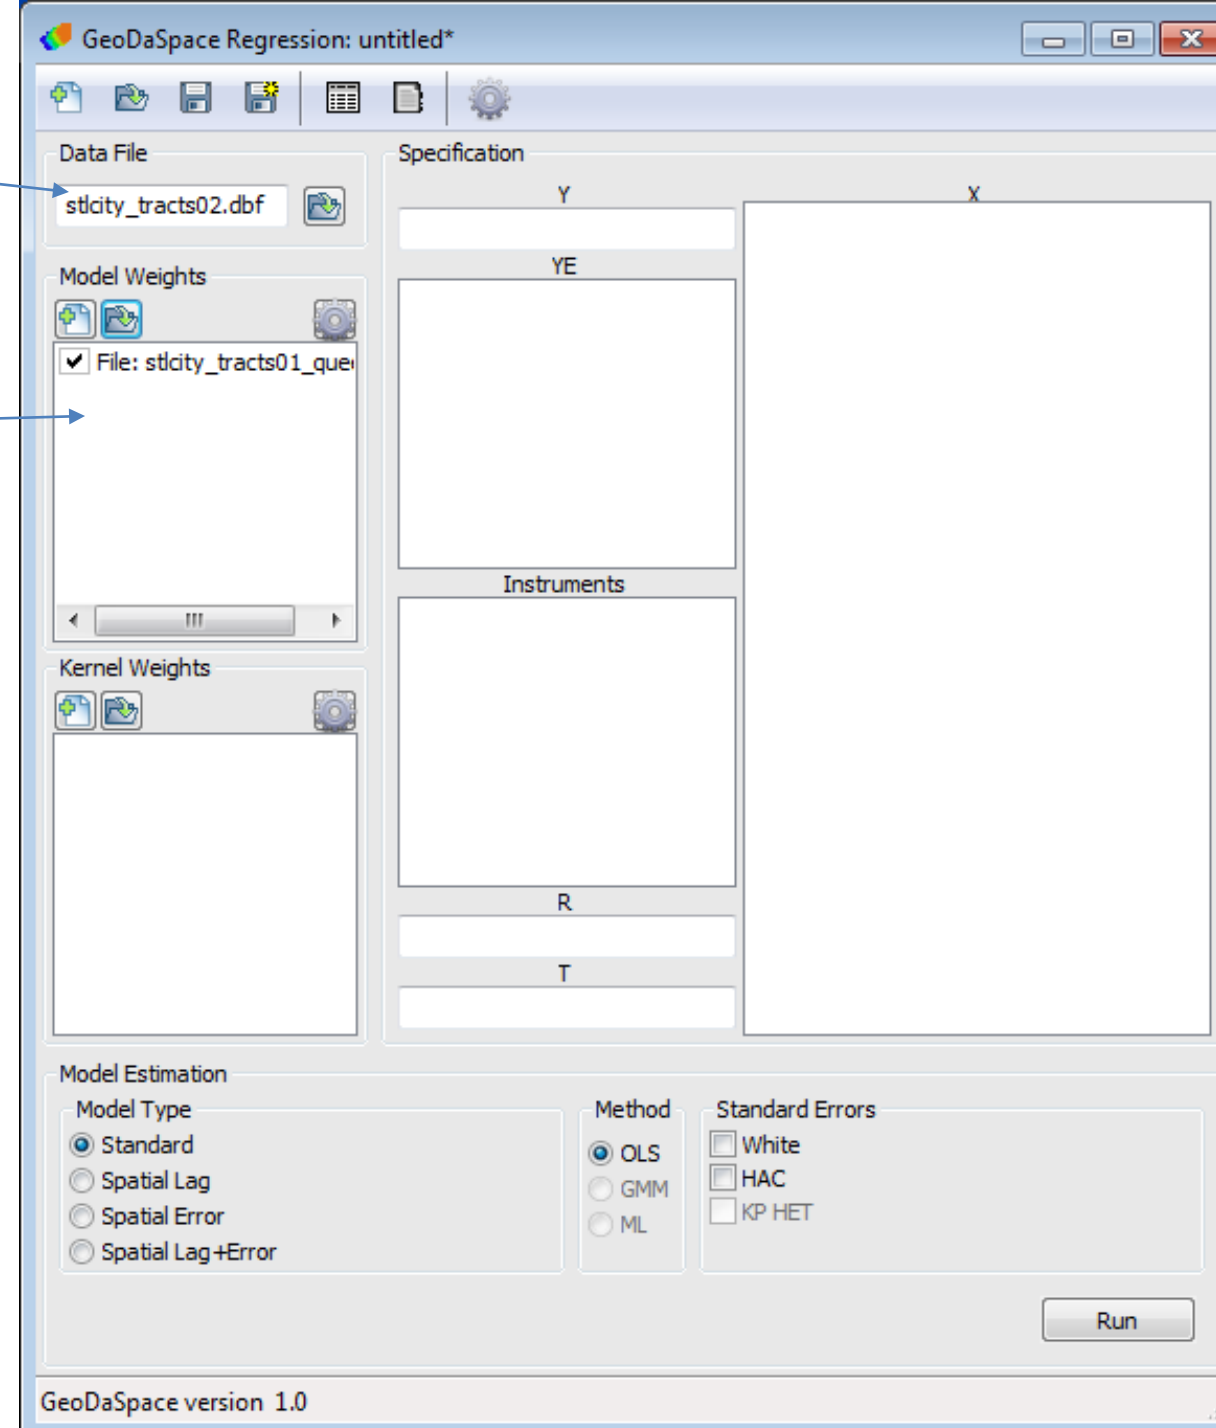 GeoDaSpace Regression: untitled*
Data File
stlcity_tracts02.dbf
Model Weights
File: stlcity_tracts01_que
Kernel Weights
Specification
Y
YE
Instruments
R
T
X
Model Estimation
Model Type
Standard
Spatial Lag
Spatial Error
Spatial Lag+Error
Method
OLS
GMM
ML
Standard Errors
White
HAC
KP HET
Run
GeoDaSpace version 1.0